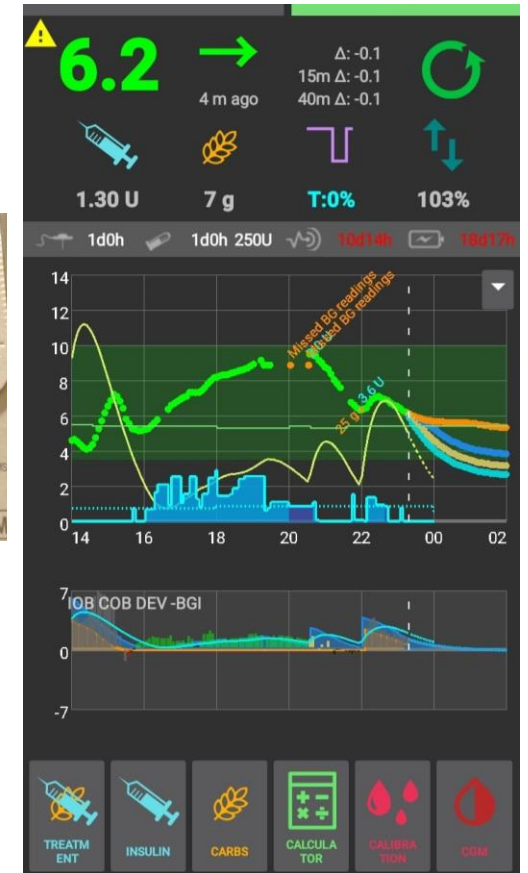 6.2
4 m ago
Δ: -0.1
15m Δ: -0.1
40m Δ: -0.1
1.30 U
7 g
T:0%
103%
1d0h
1d0h 250U
10d14h
18d17h
14
12
10
8
6
4
2
0
Missed BG readings
Missed BG readings
25 g
3.6 U
14
16
18
20
22
00
02
7
IOB COB DEV -BGI
0
-7
TREATM
ENT
INSULIN
CARBS
CALCULA
TOR
CALIBRA
TION
CGM